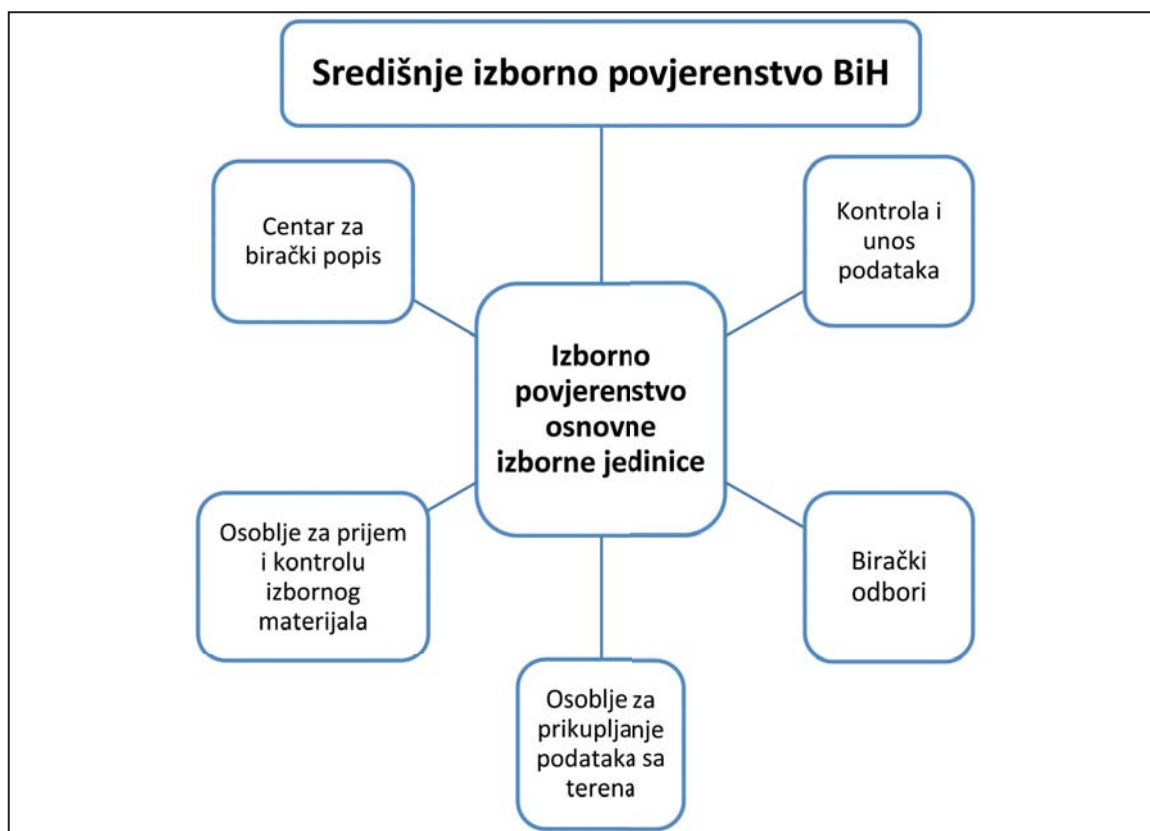 Središnje izborno povjerenstvo BiH
Centar za
birački popis
Kontrola i
unos
podataka
Izborno
povjerenstvo
osnovne
izborne jedinice
Osoblje za prijem
i kontrolu
izbornog
materijala
Birački
odbori
Osoblje za
prikupljanje
podataka sa
terena